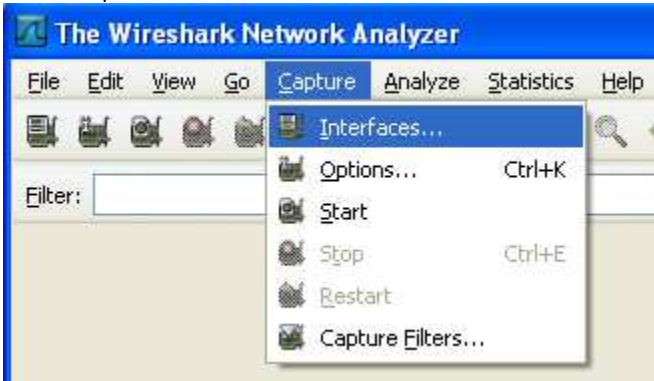 The Wireshark Network Analyzer
File Edit View Go Capture Analyze Statistics Help
Interfaces...
Options... Ctrl+K
Filter:
Start
Stop Ctrl+E
Restart
Capture Filters...